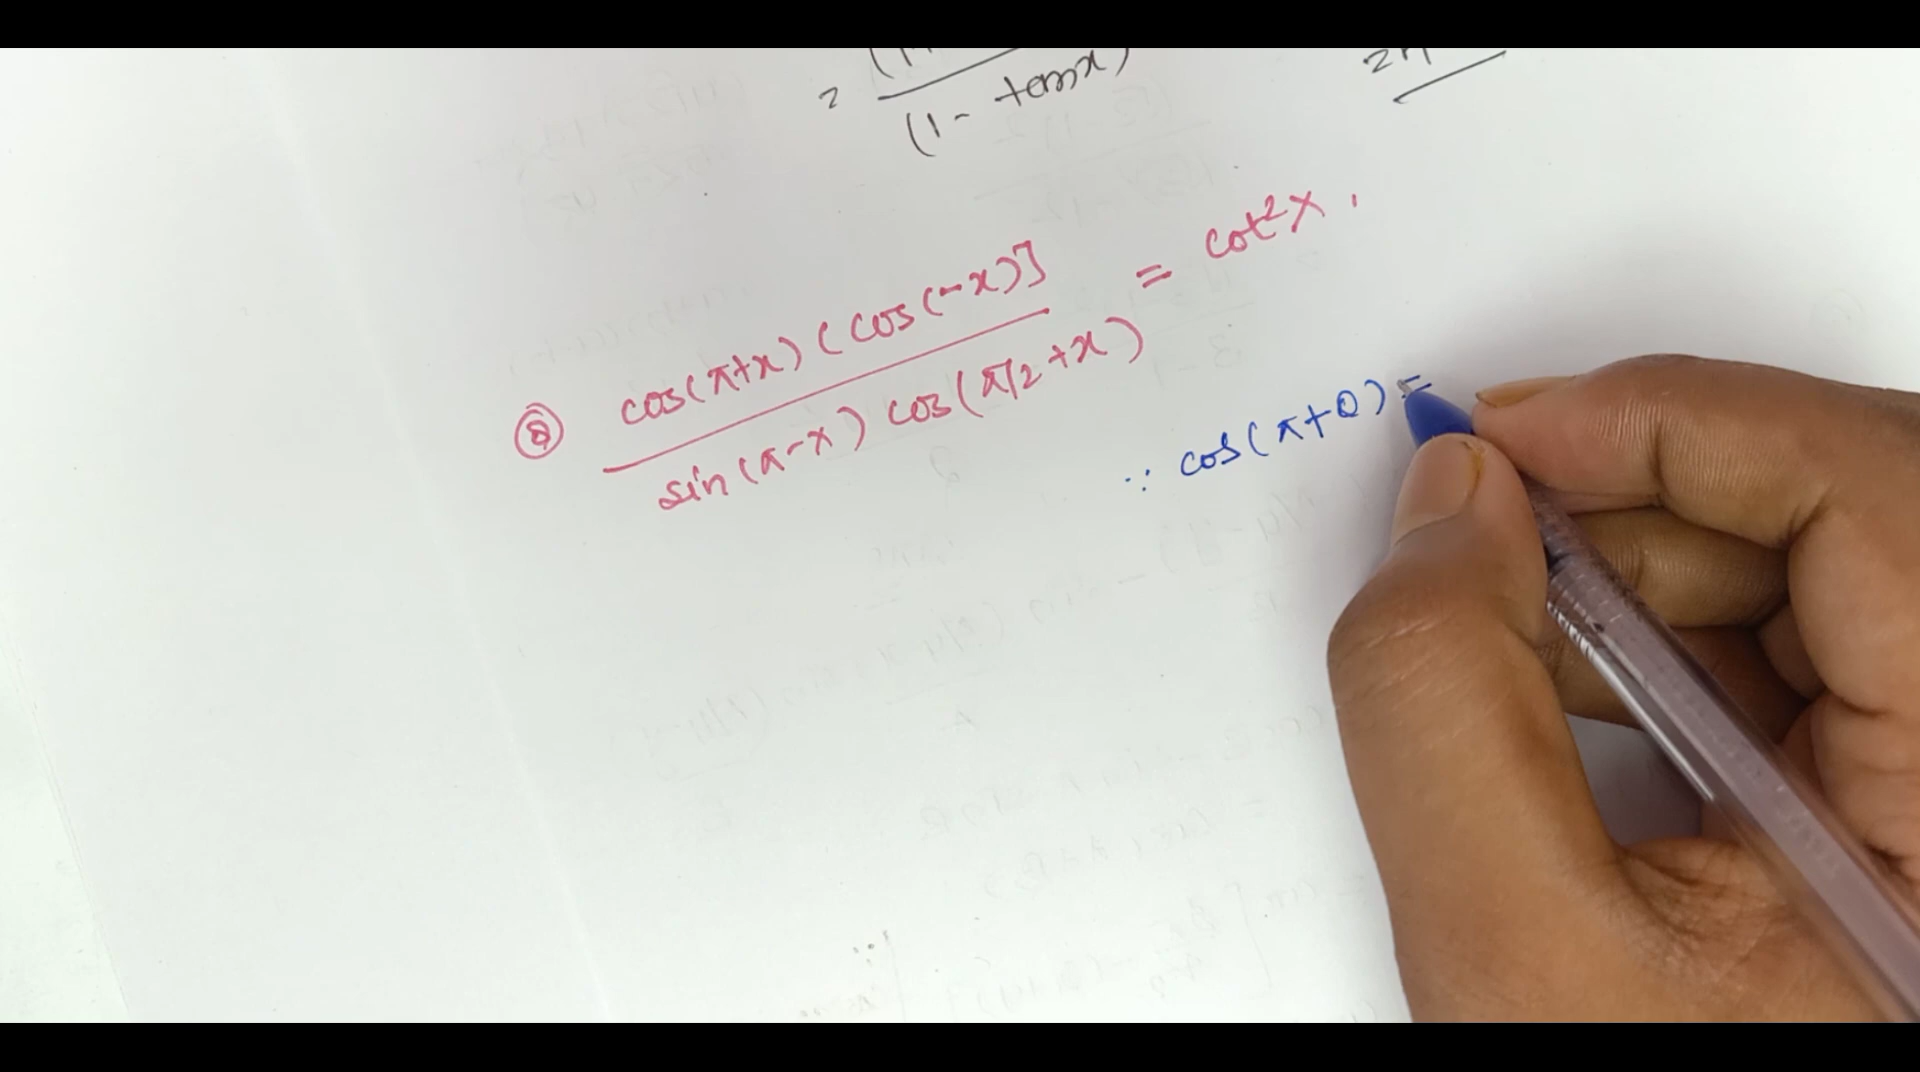 (1 - tanx)
⑧ cos(π+x) (cos(-x)] = cot²x.
sin(π-x) cos(π/2+x)
∵ cos(π+θ) =